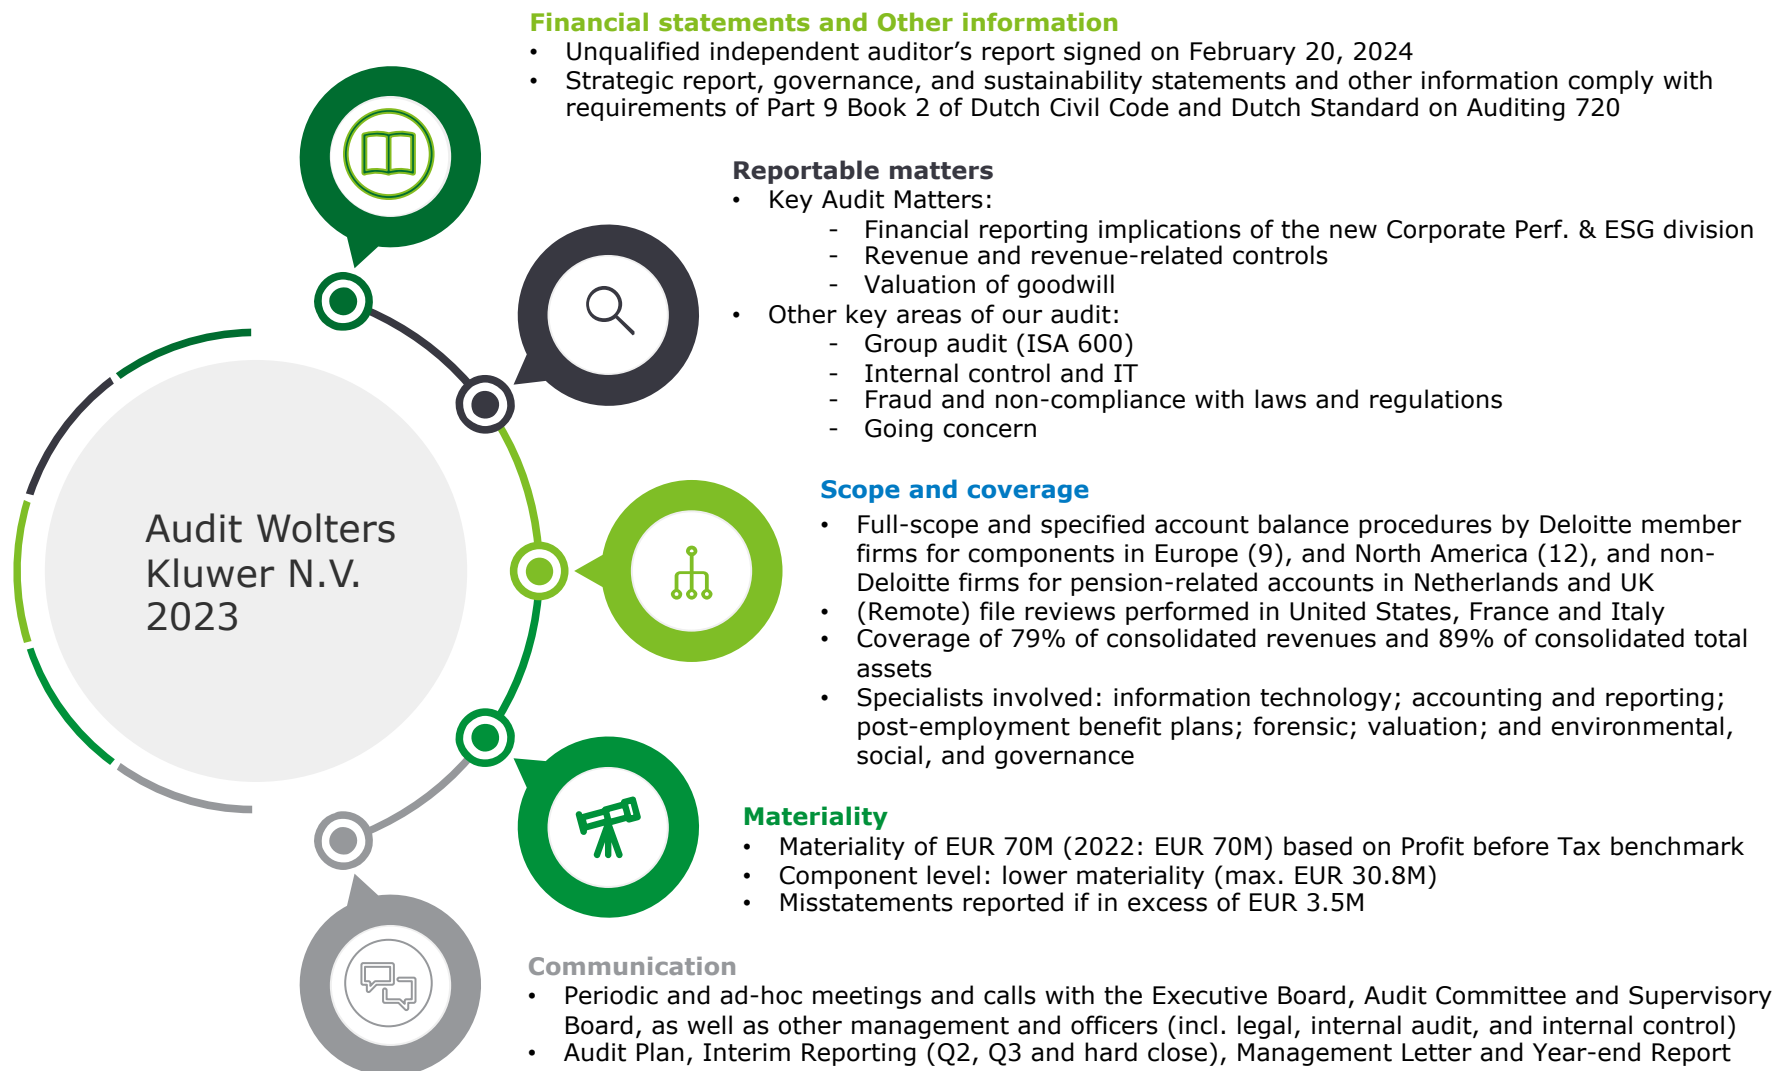 Financial statements and Other information
• Unqualified independent auditor’s report signed on February 20, 2024
• Strategic report, governance, and sustainability statements and other information comply with
requirements of Part 9 Book 2 of Dutch Civil Code and Dutch Standard on Auditing 720
Reportable matters
• Key Audit Matters:
- Financial reporting implications of the new Corporate Perf. & ESG division
- Revenue and revenue-related controls
- Valuation of goodwill
• Other key areas of our audit:
- Group audit (ISA 600)
- Internal control and IT
- Fraud and non-compliance with laws and regulations
- Going concern
Audit Wolters
Kluwer N.V.
2023
Scope and coverage
• Full-scope and specified account balance procedures by Deloitte member
firms for components in Europe (9), and North America (12), and non-
Deloitte firms for pension-related accounts in Netherlands and UK
• (Remote) file reviews performed in United States, France and Italy
• Coverage of 79% of consolidated revenues and 89% of consolidated total
assets
• Specialists involved: information technology; accounting and reporting;
post-employment benefit plans; forensic; valuation; and environmental,
social, and governance
Materiality
• Materiality of EUR 70M (2022: EUR 70M) based on Profit before Tax benchmark
• Component level: lower materiality (max. EUR 30.8M)
• Misstatements reported if in excess of EUR 3.5M
Communication
• Periodic and ad-hoc meetings and calls with the Executive Board, Audit Committee and Supervisory
Board, as well as other management and officers (incl. legal, internal audit, and internal control)
• Audit Plan, Interim Reporting (Q2, Q3 and hard close), Management Letter and Year-end Report